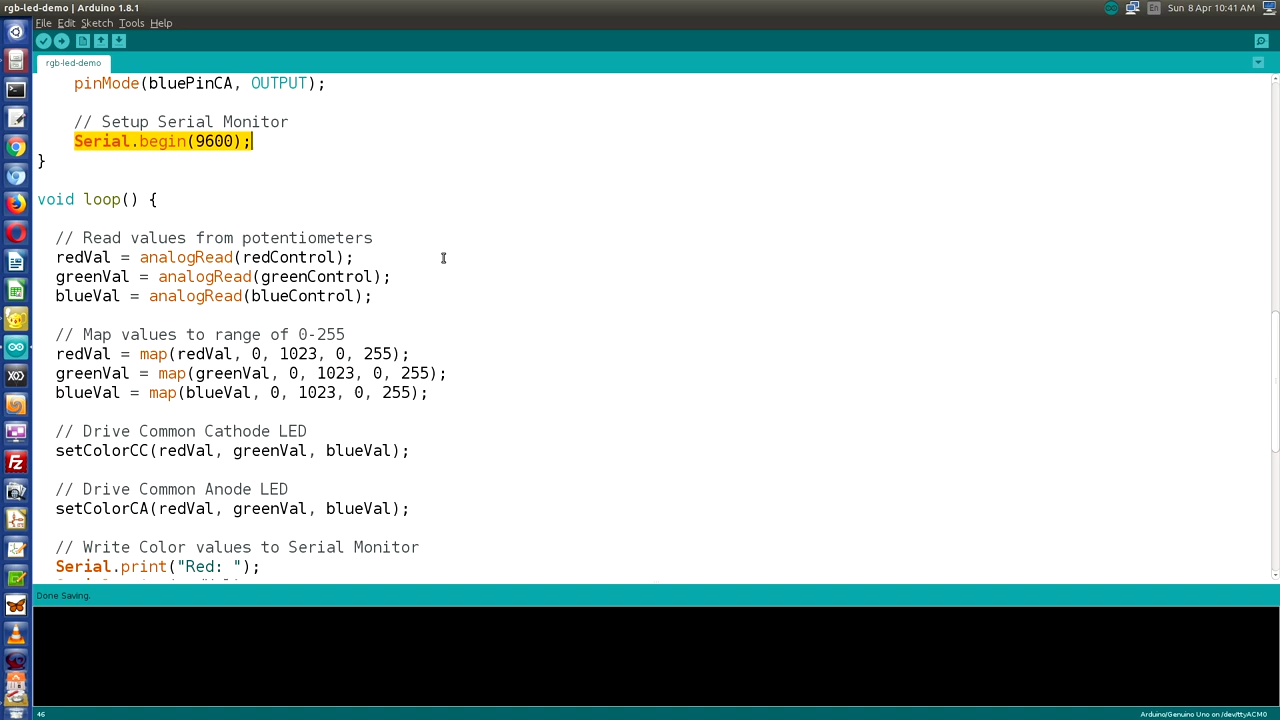 rgb-led-demo | Arduino 1.8.1
En
Sun 8 Apr 10:41 AM
File Edit Sketch Tools Help
rgb-led-demo
pinMode(bluePinCA, OUTPUT);
// Setup Serial Monitor
Serial.begin(9600);
}
void loop() {
// Read values from potentiometers
redVal = analogRead(redControl);
greenVal = analogRead(greenControl);
blueVal = analogRead(blueControl);
// Map values to range of 0-255
redVal = map(redVal, 0, 1023, 0, 255);
greenVal = map(greenVal, 0, 1023, 0, 255);
blueVal = map(blueVal, 0, 1023, 0, 255);
// Drive Common Cathode LED
setColorCC(redVal, greenVal, blueVal);
// Drive Common Anode LED
setColorCA(redVal, greenVal, blueVal);
// Write Color values to Serial Monitor
Serial.print("Red: ");
Done Saving.
46
Arduino/Genuino Uno on /dev/ttyACM0